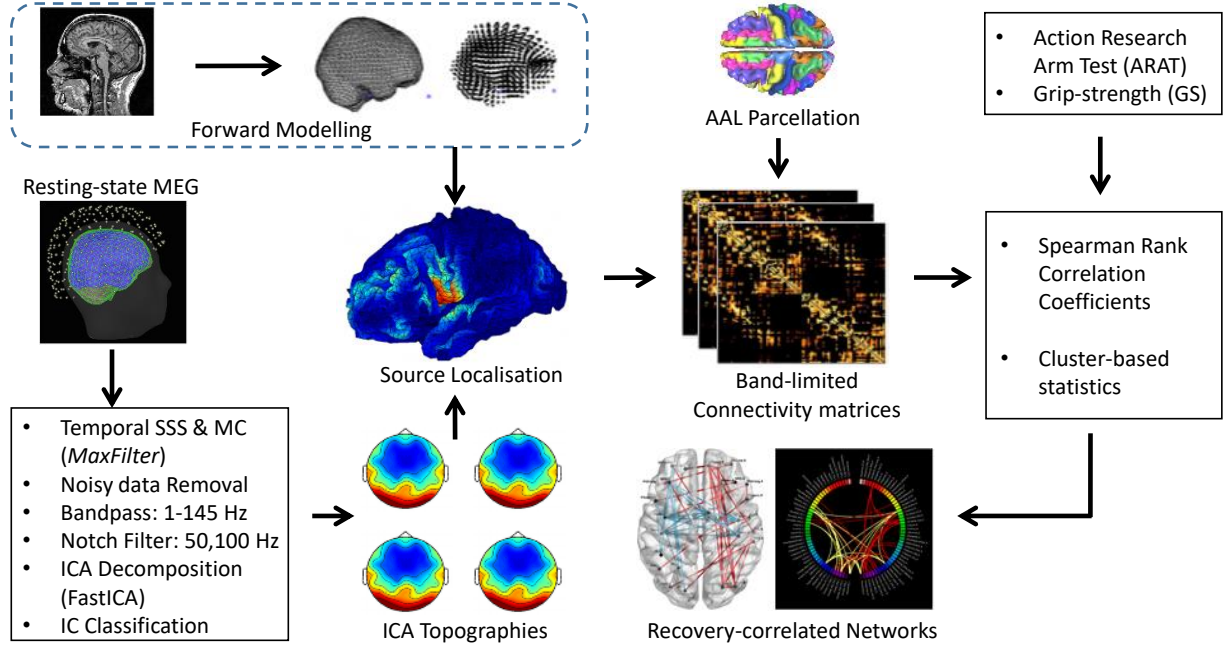 Forward Modelling
AAL Parcellation
• Action Research
Arm Test (ARAT)
• Grip-strength (GS)
Resting-state MEG
Source Localisation
Band-limited
Connectivity matrices
• Spearman Rank
Correlation
Coefficients
• Cluster-based
statistics
• Temporal SSS & MC
(MaxFilter)
• Noisy data Removal
• Bandpass: 1-145 Hz
• Notch Filter: 50,100 Hz
• ICA Decomposition
(FastICA)
• IC Classification
ICA Topographies
Recovery-correlated Networks